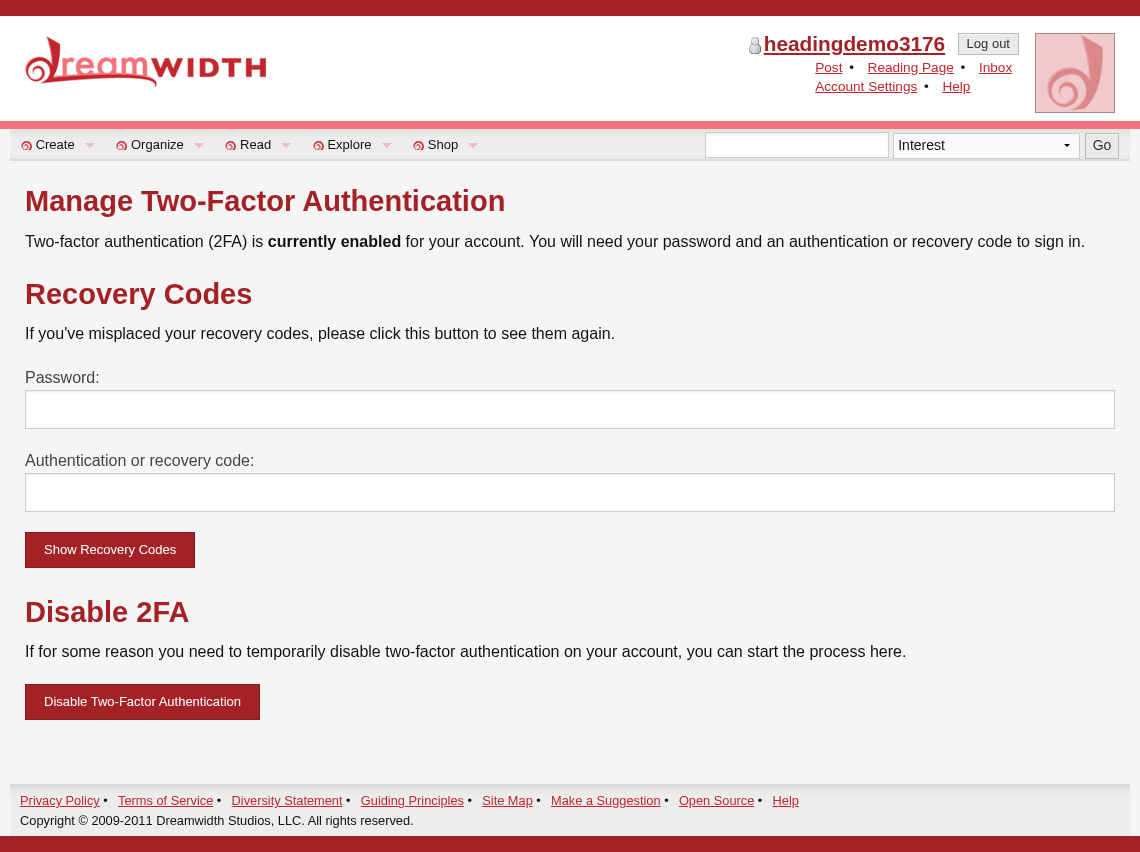 dreamWIDTH
headingdemo3176 Log out
Post • Reading Page • Inbox
Account Settings • Help
Create Organize Read Explore Shop Interest Go
Manage Two-Factor Authentication
Two-factor authentication (2FA) is currently enabled for your account. You will need your password and an authentication or recovery code to sign in.
Recovery Codes
If you've misplaced your recovery codes, please click this button to see them again.
Password:
Authentication or recovery code:
Show Recovery Codes
Disable 2FA
If for some reason you need to temporarily disable two-factor authentication on your account, you can start the process here.
Disable Two-Factor Authentication
Privacy Policy • Terms of Service • Diversity Statement • Guiding Principles • Site Map • Make a Suggestion • Open Source • Help
Copyright © 2009-2011 Dreamwidth Studios, LLC. All rights reserved.